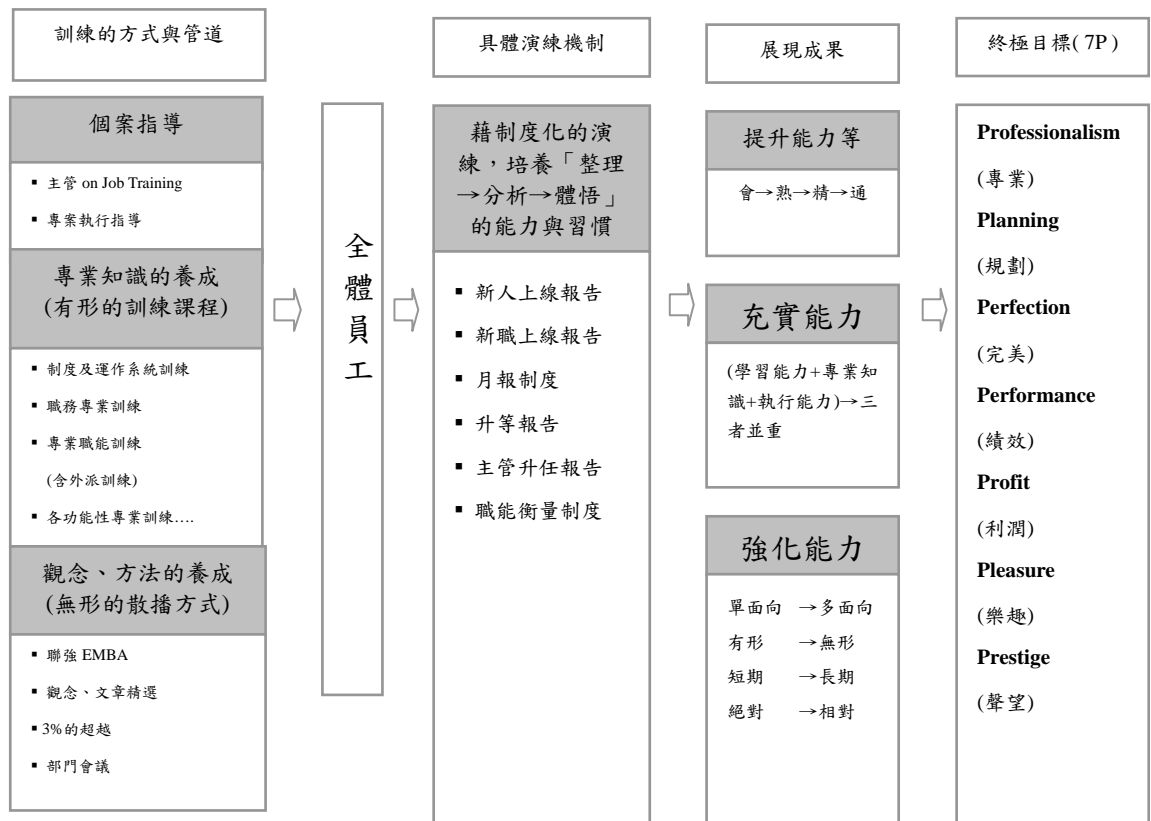 訓練的方式與管道
個案指導
▪ 主管 on Job Training
▪ 專案執行指導
專業知識的養成
(有形的訓練課程)
▪ 制度及運作系統訓練
▪ 職務專業訓練
▪ 專業職能訓練
(含外派訓練)
▪ 各功能性專業訓練….
觀念、方法的養成
(無形的散播方式)
▪ 聯強 EMBA
▪ 觀念、文章精選
▪ 3%的超越
▪ 部門會議
全
體
員
工
具體演練機制
藉制度化的演
練，培養「整理
→分析→體悟」
的能力與習慣
▪ 新人上線報告
▪ 新職上線報告
▪ 月報制度
▪ 升等報告
▪ 主管升任報告
▪ 職能衡量制度
展現成果
提升能力等
會→熟→精→通
充實能力
(學習能力+專業知
識+執行能力)→三
者並重
強化能力
單面向 →多面向
有形 →無形
短期 →長期
絕對 →相對
終極目標( 7P )
Professionalism
(專業)
Planning
(規劃)
Perfection
(完美)
Performance
(績效)
Profit
(利潤)
Pleasure
(樂趣)
Prestige
(聲望)